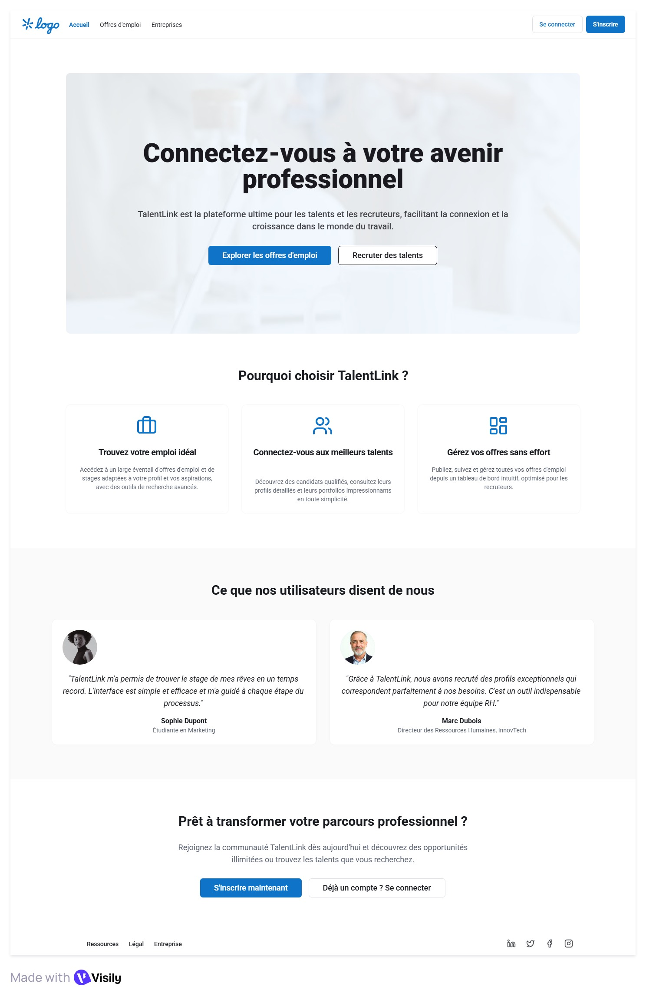 logo
Accueil
Offres d'emploi
Entreprises
Se connecter
S'inscrire
Connectez-vous à votre avenir
professionnel
TalentLink est la plateforme ultime pour les talents et les recruteurs, facilitant la connexion et la
croissance dans le monde du travail.
Explorer les offres d'emploi
Recruter des talents
Pourquoi choisir TalentLink ?
Trouvez votre emploi idéal
Accédez à un large éventail d'offres d'emploi et de
stages adaptées à votre profil et vos aspirations,
avec des outils de recherche avancés.
Connectez-vous aux meilleurs talents
Découvrez des candidats qualifiés, consultez leurs
profils détaillés et leurs portfolios impressionnants
en toute simplicité.
Gérez vos offres sans effort
Publiez, suivez et gérez toutes vos offres d'emploi
depuis un tableau de bord intuitif, optimisé pour les
recruteurs.
Ce que nos utilisateurs disent de nous
"TalentLink m'a permis de trouver le stage de mes rêves en un temps
record. L'interface est simple et efficace et m'a guidé à chaque étape du
processus."
Sophie Dupont
Étudiante en Marketing
"Grâce à TalentLink, nous avons recruté des profils exceptionnels qui
correspondent parfaitement à nos besoins. C'est un outil indispensable
pour notre équipe RH."
Marc Dubois
Directeur des Ressources Humaines, InnovTech
Prêt à transformer votre parcours professionnel ?
Rejoignez la communauté TalentLink dès aujourd'hui et découvrez des opportunités
illimitées ou trouvez les talents que vous recherchez.
S'inscrire maintenant
Déjà un compte ? Se connecter
Ressources
Légal
Entreprise
Made with Visily